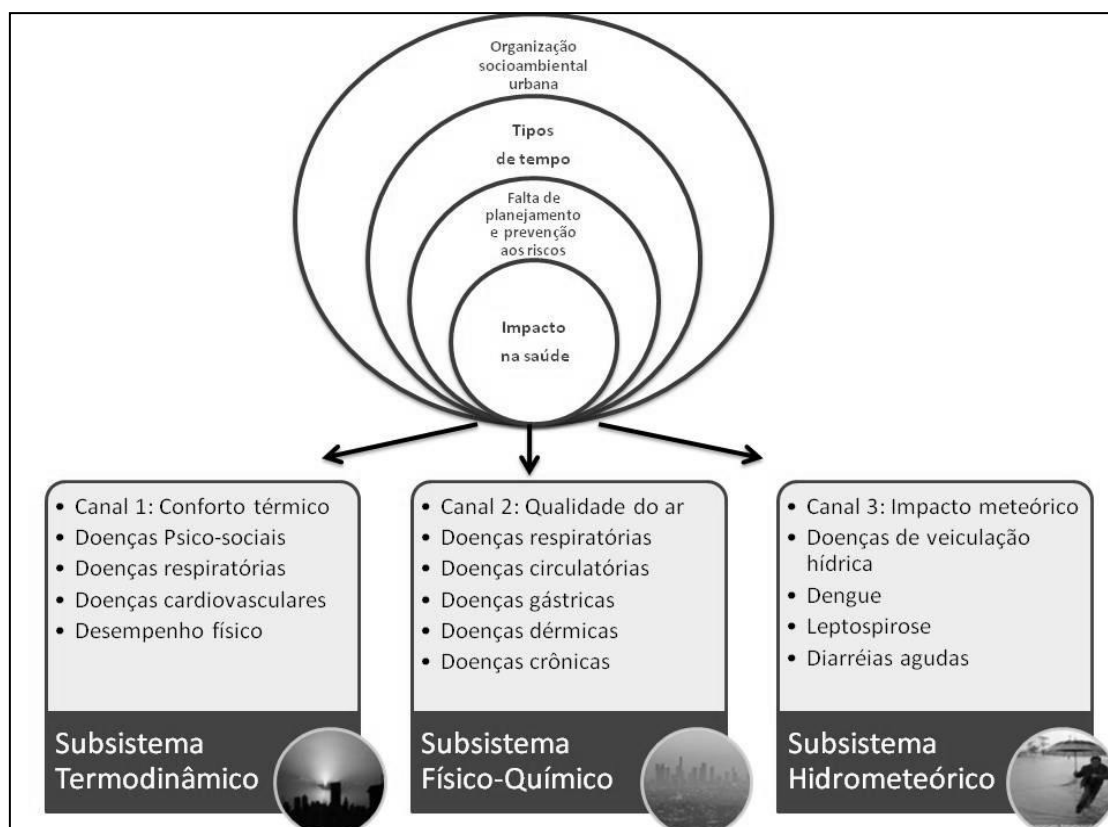 Organização
socioambiental
urbana
Tipos
de tempo
Falta de
planejamento
e prevenção
aos riscos
Impacto
na saúde
• Canal 1: Conforto térmico
• Doenças Psico-sociais
• Doenças respiratórias
• Doenças cardiovasculares
• Desempenho físico
Subsistema
Termodinâmico
• Canal 2: Qualidade do ar
• Doenças respiratórias
• Doenças circulatórias
• Doenças gástricas
• Doenças dérmicas
• Doenças crônicas
Subsistema
Físico-Químico
• Canal 3: Impacto meteórico
• Doenças de veiculação
hídrica
• Dengue
• Leptospirose
• Diarréias agudas
Subsistema
Hidrometeórico